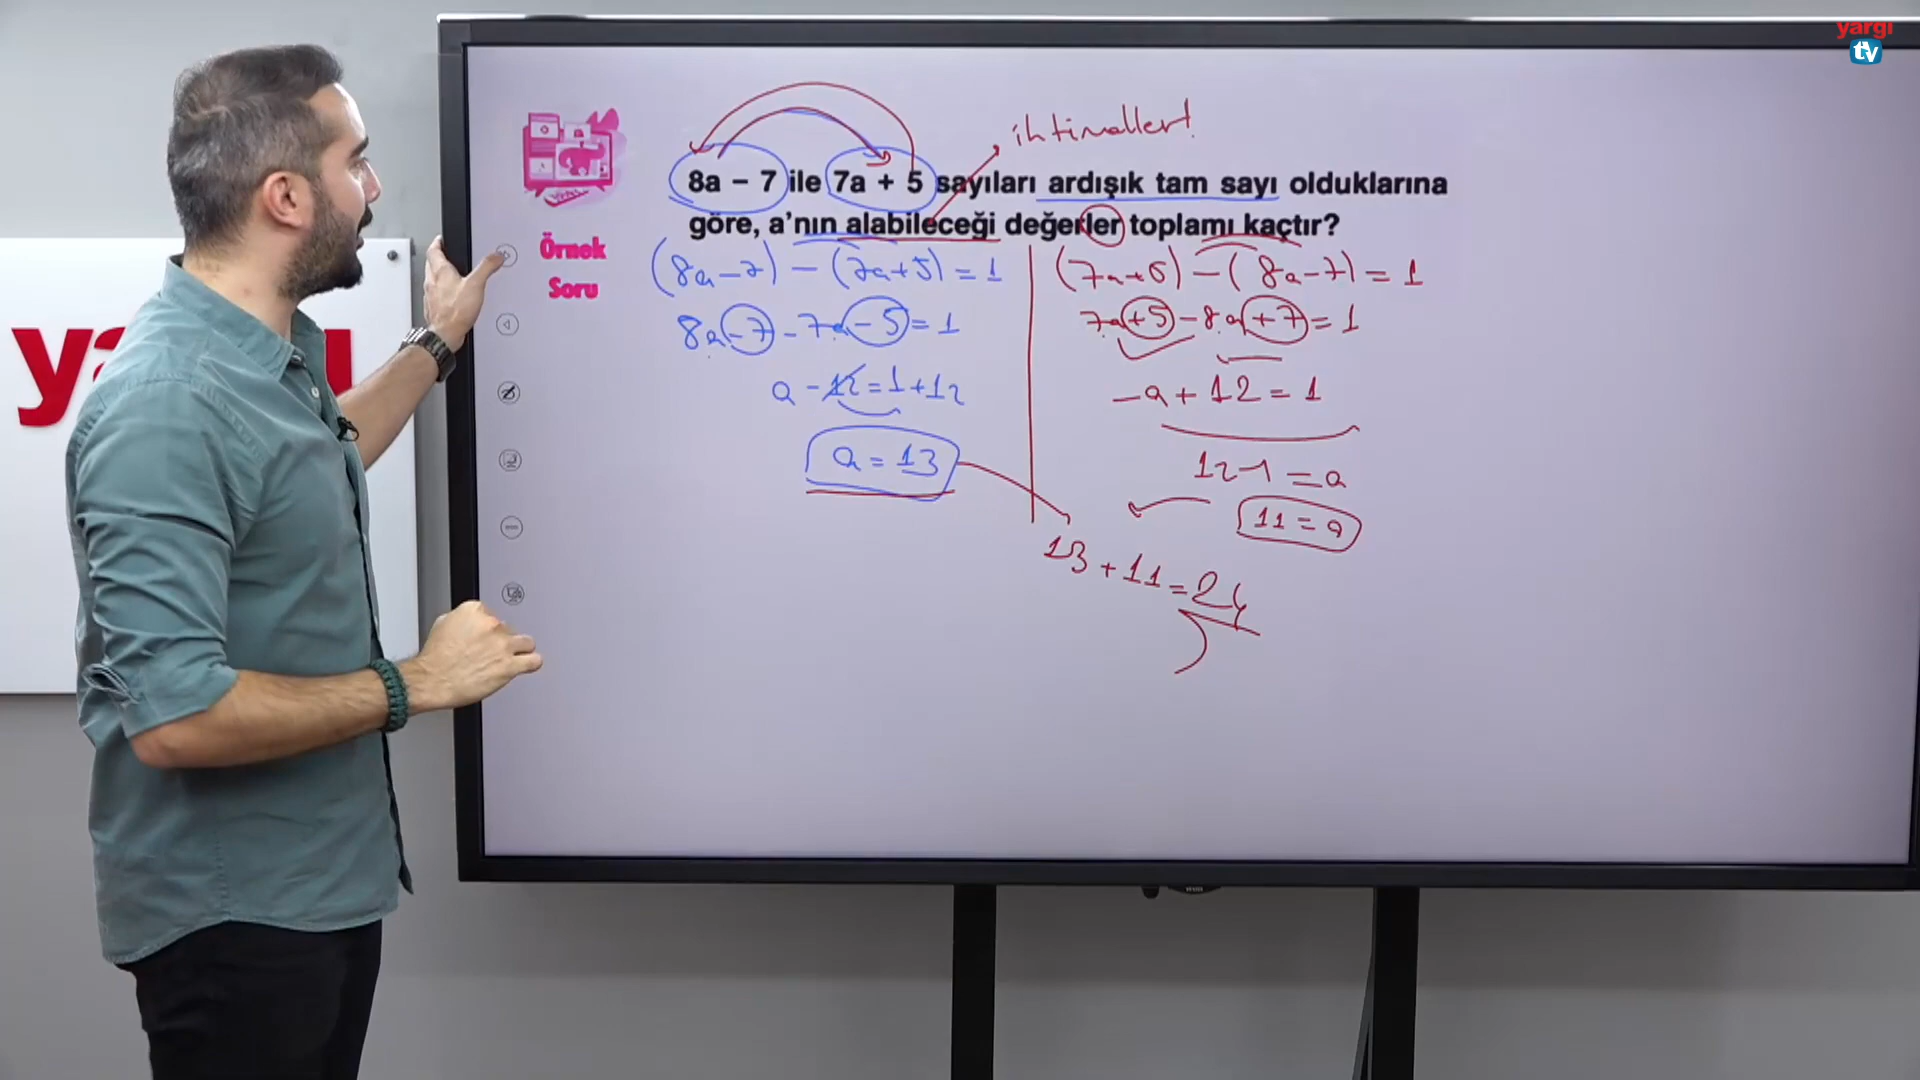 yargı
tv
ihtimaller!
8a – 7 ile 7a + 5 sayıları ardışık tam sayı olduklarına
göre, a’nın alabileceği değerler toplamı kaçtır?
Örnek
Soru
(8a-7) - (7a+5) = 1
8a-7-7a-5=1
a-12=1+12
a = 13
(7a+5) - (8a-7) = 1
7a+5-8a+7=1
-a+12=1
12-1=a
11=a
13+11=24